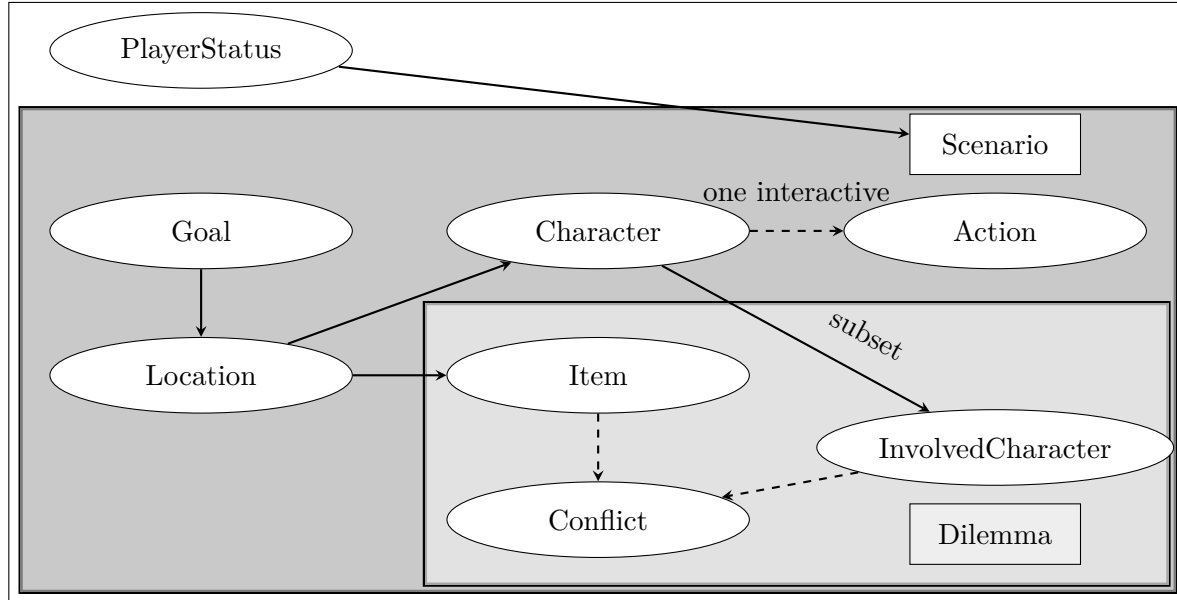 PlayerStatus
Scenario
one interactive
Goal
Character
Action
subset
Location
Item
InvolvedCharacter
Conflict
Dilemma